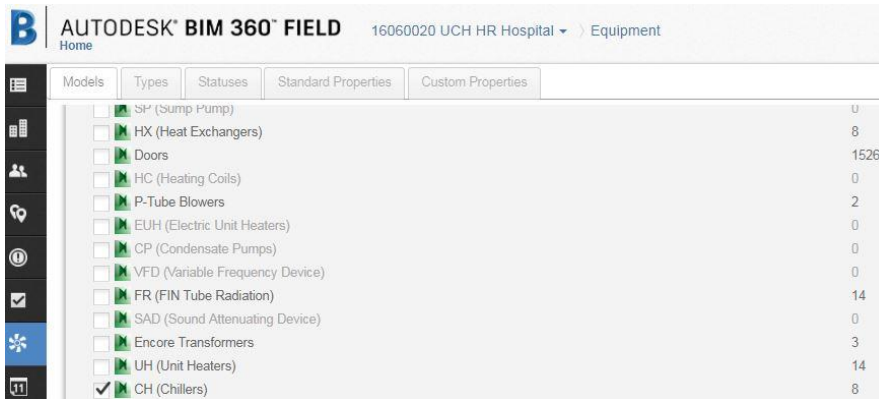 B AUTODESK® BIM 360™ FIELD 16060020 UCH HR Hospital Equipment
Home
Models Types Statuses Standard Properties Custom Properties
SP (Sump Pump) 0
HX (Heat Exchangers) 8
Doors 1526
HC (Heating Coils) 0
P-Tube Blowers 2
EUH (Electric Unit Heaters) 0
CP (Condensate Pumps) 0
VFD (Variable Frequency Device) 0
FR (FIN Tube Radiation) 14
SAD (Sound Attenuating Device) 0
Encore Transformers 3
UH (Unit Heaters) 14
CH (Chillers) 8
11